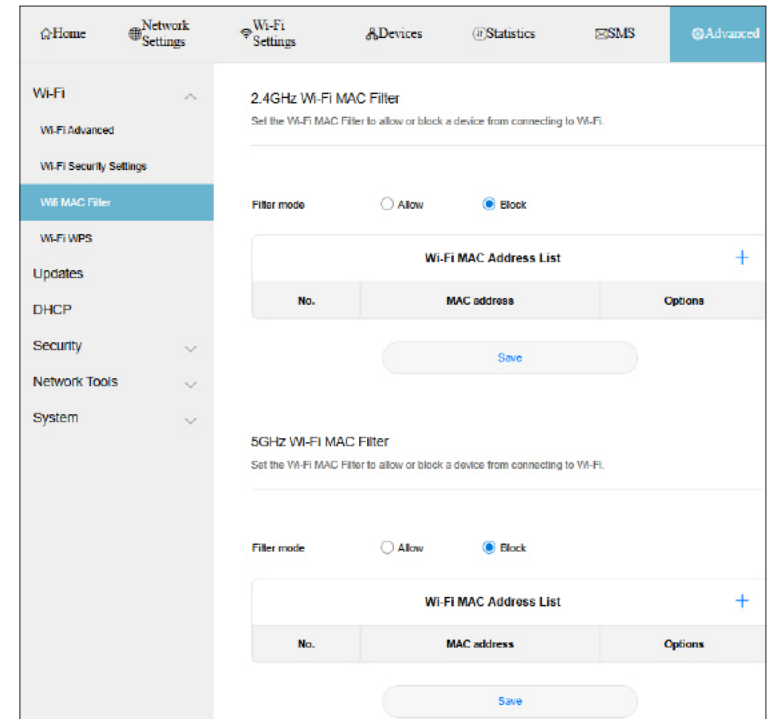 Home
Network Settings
Wi-Fi Settings
Devices
Statistics
SMS
Advanced
Wi-Fi
Wi-Fi Advanced
Wi-Fi Security Settings
Wifi MAC Filter
Wi-Fi WPS
Updates
DHCP
Security
Network Tools
System
2.4GHz Wi-Fi MAC Filter
Set the Wi-Fi MAC Filter to allow or block a device from connecting to Wi-Fi.
Filter mode
Allow
Block
Wi-Fi MAC Address List
+
No.
MAC address
Options
Save
5GHz Wi-Fi MAC Filter
Set the Wi-Fi MAC Filter to allow or block a device from connecting to Wi-Fi.
Filter mode
Allow
Block
Wi-Fi MAC Address List
+
No.
MAC address
Options
Save